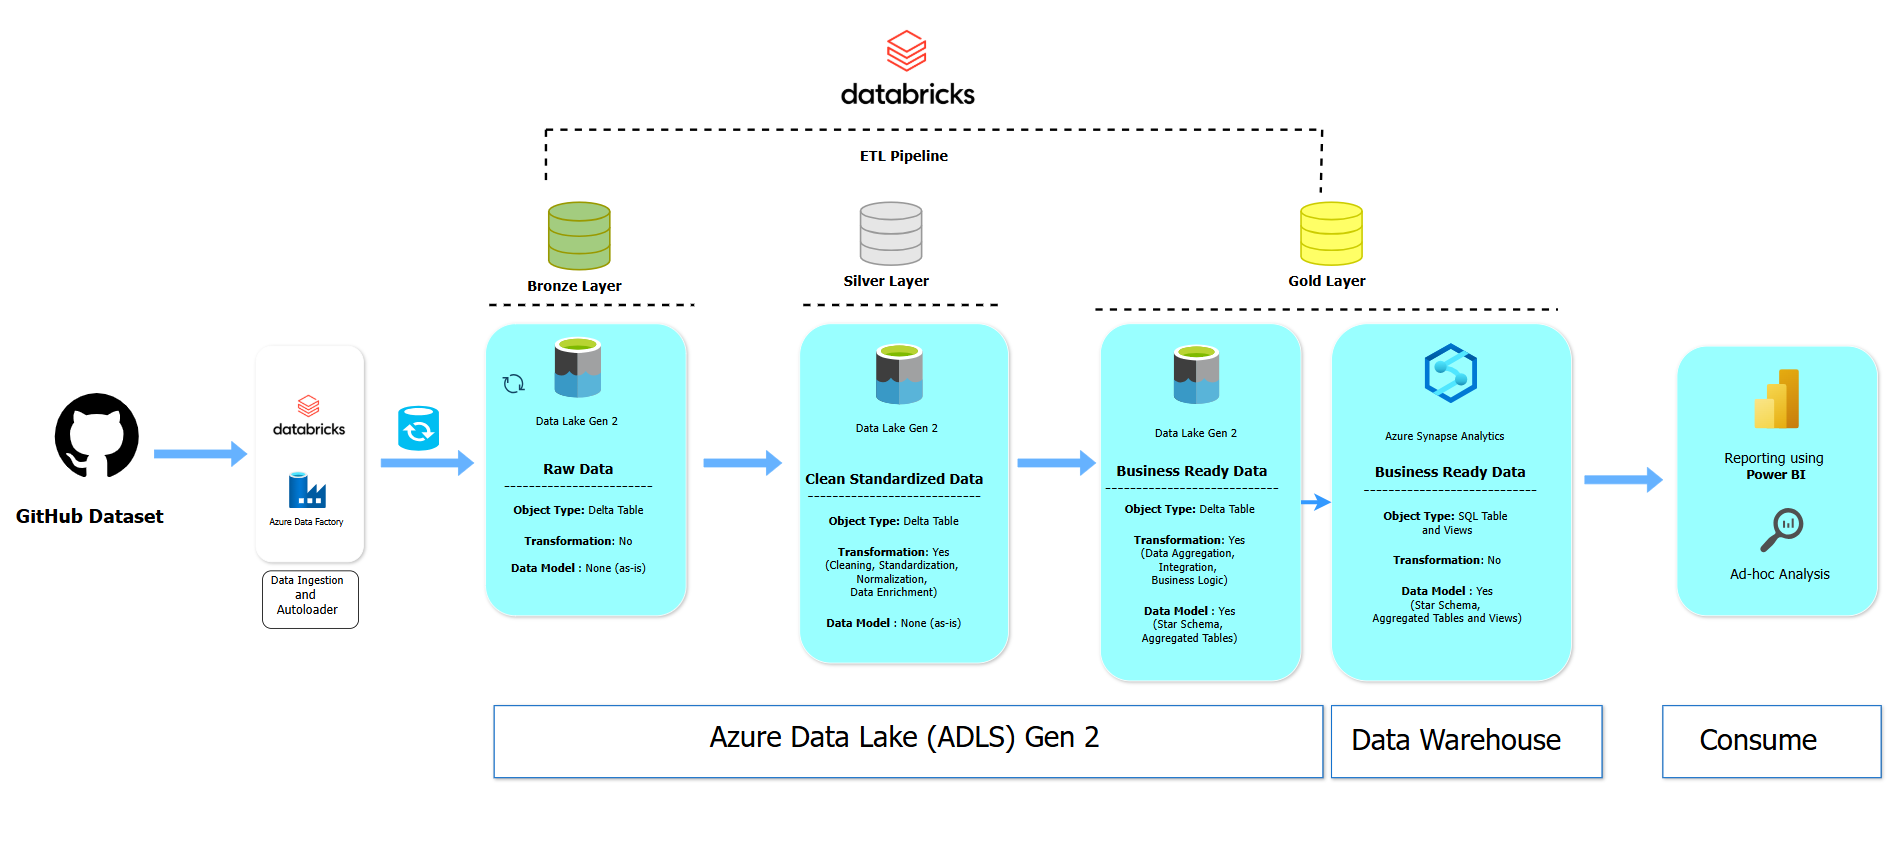 databricks
ETL Pipeline
Bronze Layer
Silver Layer
Gold Layer
GitHub Dataset
databricks
Azure Data Factory
Data Ingestion
and
Autoloader
Data Lake Gen 2
Raw Data
------------------------
Object Type: Delta Table
Transformation: No
Data Model : None (as-is)
Data Lake Gen 2
Clean Standardized Data
----------------------------
Object Type: Delta Table
Transformation: Yes
(Cleaning, Standardization,
Normalization,
Data Enrichment)
Data Model : None (as-is)
Data Lake Gen 2
Business Ready Data
----------------------------
Object Type: Delta Table
Transformation: Yes
(Data Aggregation,
Integration,
Business Logic)
Data Model : Yes
(Star Schema,
Aggregated Tables)
Azure Synapse Analytics
Business Ready Data
----------------------------
Object Type: SQL Table
and Views
Transformation: No
Data Model : Yes
(Star Schema,
Aggregated Tables and Views)
Reporting using
Power BI
Ad-hoc Analysis
Azure Data Lake (ADLS) Gen 2
Data Warehouse
Consume